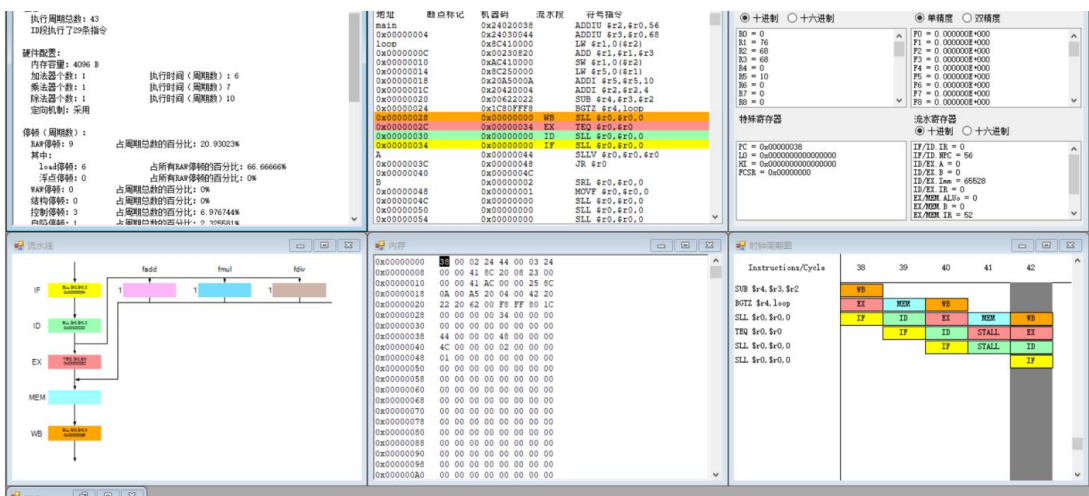 执行周期总数: 43
ID段执行了29条指令
硬件配置:
内存容量: 4096 B
加法器个数: 1 执行时间(周期数): 6
乘法器个数: 1 执行时间(周期数) 7
除法器个数: 1 执行时间(周期数) 10
定向机制: 采用
停顿(周期数):
RAW停顿: 9 占周期总数的百分比: 20.93023%
其中:
load停顿: 6 占所有RAW停顿的百分比: 66.66666%
浮点停顿: 0 占所有RAW停顿的百分比: 0%
WAW停顿: 0 占周期总数的百分比: 0%
结构停顿: 0 占周期总数的百分比: 0%
控制停顿: 3 占周期总数的百分比: 6.976744%
自陷停顿: 1 占周期总数的百分比: 2.325581%
地址 断点标记 机器码 流水段 符号指令
main 0x24020038 ADDIU $r2,$r0,56
0x00000004 0x24030044 ADDIU $r3,$r0,68
loop 0x8C410000 LW $r1,0($r2)
0x0000000C 0x00230820 ADD $r1,$r1,$r3
0x00000010 0xAC410000 SW $r1,0($r2)
0x00000014 0x8C250000 LW $r5,0($r1)
0x00000018 0x20A5000A ADDI $r5,$r5,10
0x0000001C 0x20420004 ADDI $r2,$r2,4
0x00000020 0x00622022 SUB $r4,$r3,$r2
0x00000024 0x1C80FFF8 BGTZ $r4,loop
0x00000028 0x00000000 WB SLL $r0,$r0,0
0x0000002C 0x00000034 EX TEQ $r0,$r0
0x00000030 0x00000000 ID SLL $r0,$r0,0
0x00000034 0x00000000 IF SLL $r0,$r0,0
A 0x00000044 SLLV $r0,$r0,$r0
0x0000003C 0x00000048 JR $r0
0x00000040 0x0000004C
B 0x00000002 SRL $r0,$r0,0
0x00000048 0x00000001 MOVF $r0,$r0,0
0x0000004C 0x00000000 SLL $r0,$r0,0
0x00000050 0x00000000 SLL $r0,$r0,0
0x00000054 0x00000000 SLL $r0,$r0,0
十进制 十六进制 单精度 双精度
R0 = 0 F0 = 0.000000E+000
R1 = 76 F1 = 0.000000E+000
R2 = 68 F2 = 0.000000E+000
R3 = 68 F3 = 0.000000E+000
R4 = 0 F4 = 0.000000E+000
R5 = 10 F5 = 0.000000E+000
R6 = 0 F6 = 0.000000E+000
R7 = 0 F7 = 0.000000E+000
R8 = 0 F8 = 0.000000E+000
特殊寄存器 流水寄存器
十进制 十六进制
PC = 0x00000038 IF/ID.IR = 0
LO = 0x0000000000000000 IF/ID.NPC = 56
HI = 0x0000000000000000 ID/EX.A = 0
FCSR = 0x00000000 ID/EX.B = 0
ID/EX.Imm = 65528
ID/EX.IR = 0
EX/MEM.ALUo = 0
EX/MEM.B = 0
EX/MEM.IR = 52
流水线
fadd fmul fdiv
IF 1 1 1
ID
EX
MEM
WB
内存
0x00000000 38 00 02 24 44 00 03 24
0x00000008 00 00 41 8C 20 08 23 00
0x00000010 00 00 41 AC 00 00 25 8C
0x00000018 0A 00 A5 20 04 00 42 20
0x00000020 22 20 62 00 F8 FF 80 1C
0x00000028 00 00 00 00 34 00 00 00
0x00000030 00 00 00 00 00 00 00 00
0x00000038 44 00 00 00 48 00 00 00
0x00000040 4C 00 00 00 02 00 00 00
0x00000048 01 00 00 00 00 00 00 00
0x00000050 00 00 00 00 00 00 00 00
0x00000058 00 00 00 00 00 00 00 00
0x00000060 00 00 00 00 00 00 00 00
0x00000068 00 00 00 00 00 00 00 00
0x00000070 00 00 00 00 00 00 00 00
0x00000078 00 00 00 00 00 00 00 00
0x00000080 00 00 00 00 00 00 00 00
0x00000088 00 00 00 00 00 00 00 00
0x00000090 00 00 00 00 00 00 00 00
0x00000098 00 00 00 00 00 00 00 00
0x000000A0 00 00 00 00 00 00 00 00
时钟周期图
Instructions/Cycle 38 39 40 41 42
SUB $r4,$r3,$r2 WB
BGTZ $r4,loop EX MEM WB
SLL $r0,$r0,0 IF ID EX MEM WB
TEQ $r0,$r0 IF ID STALL EX
SLL $r0,$r0,0 IF STALL ID
SLL $r0,$r0,0 IF